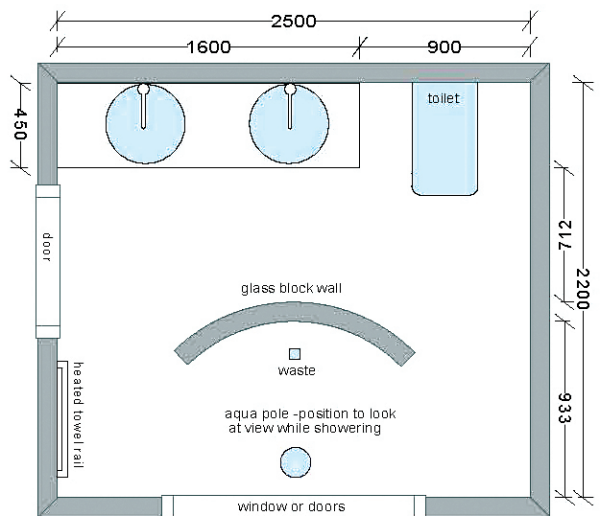 2500
1600
900
450
toilet
door
712
2200
glass block wall
waste
heated towel rail
aqua pole -position to look
at view while showering
933
window or doors